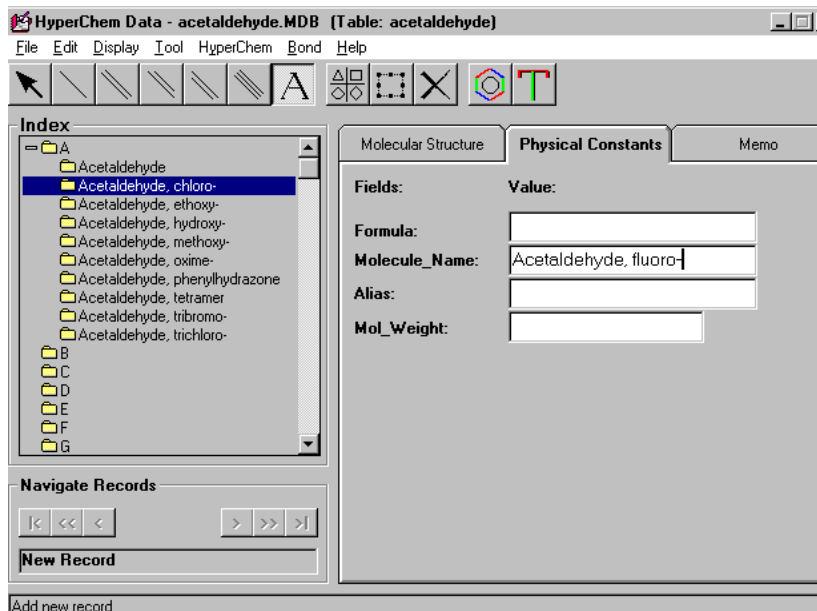 HyperChem Data - acetaldehyde.MDB (Table: acetaldehyde)
File Edit Display Tool HyperChem Bond Help
A
Index
A
Acetaldehyde
Acetaldehyde, chloro-
Acetaldehyde, ethoxy-
Acetaldehyde, hydroxy-
Acetaldehyde, methoxy-
Acetaldehyde, oxime-
Acetaldehyde, phenylhydrazone
Acetaldehyde, tetramer
Acetaldehyde, tribromo-
Acetaldehyde, trichloro-
B
C
D
E
F
G
Navigate Records
|< << < > >> >|
New Record
Molecular Structure Physical Constants Memo
Fields: Value:
Formula:
Molecule_Name: Acetaldehyde, fluoro-
Alias:
Mol_Weight:
Add new record